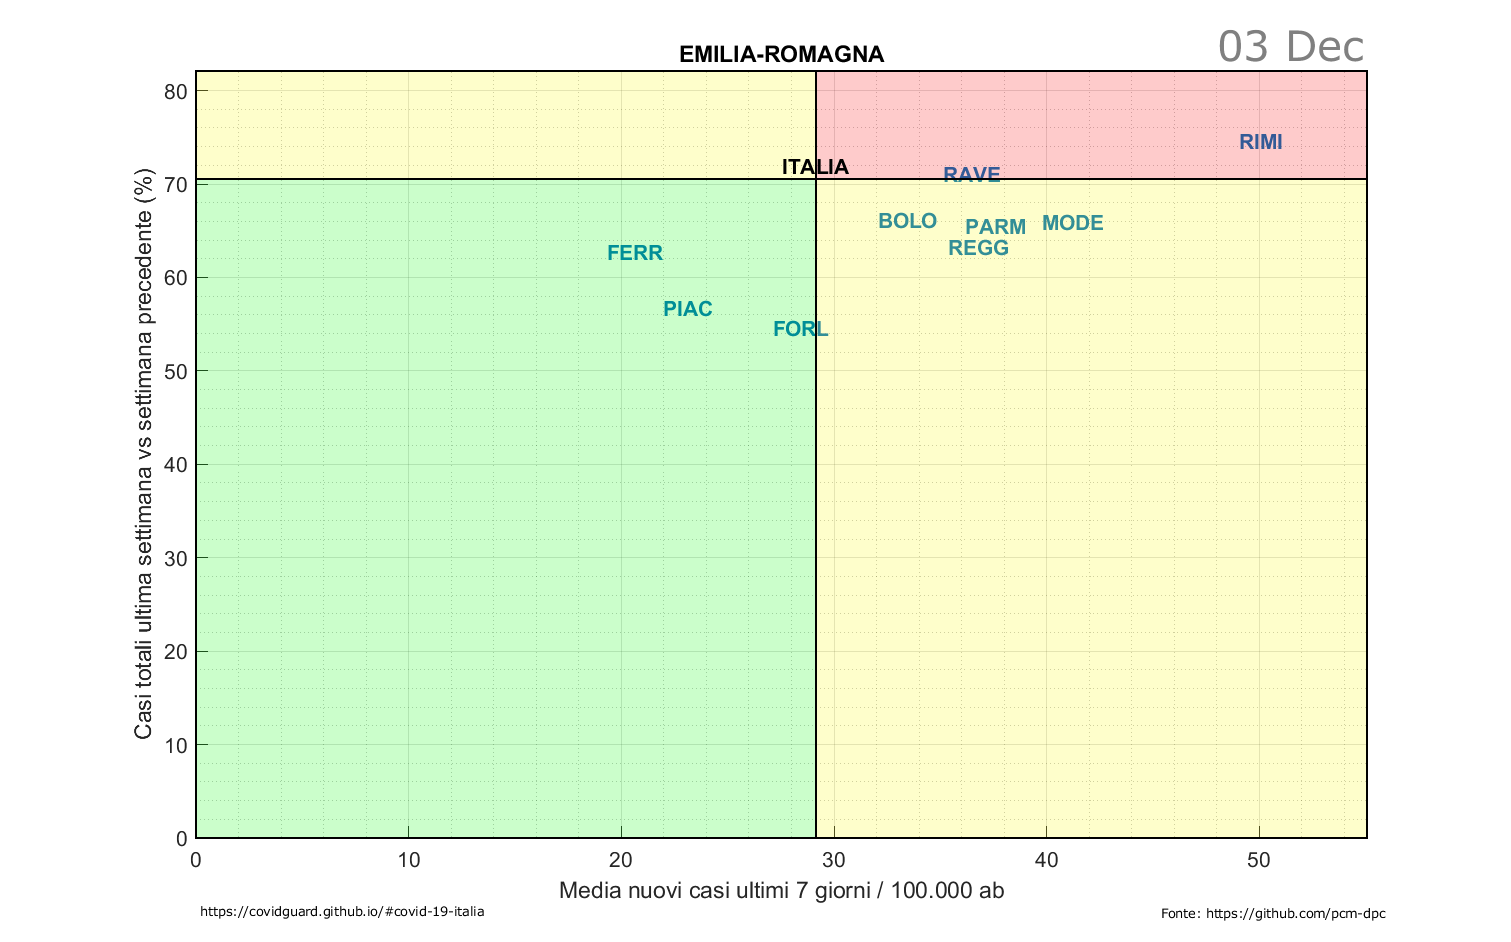 03 Dec
EMILIA-ROMAGNA
Casi totali ultima settimana vs settimana precedente (%)
80
70
60
50
40
30
20
10
0
RIMI
ITALIA
RAVE
BOLO
PARM
MODE
REGG
FERR
PIAC
FORL
0
10
20
30
40
50
Media nuovi casi ultimi 7 giorni / 100.000 ab
https://covidguard.github.io/#covid-19-italia
Fonte: https://github.com/pcm-dpc